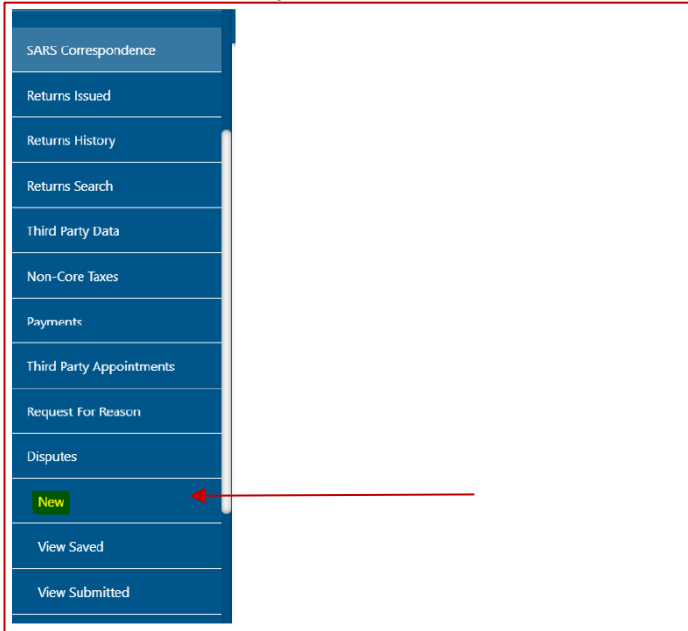 SARS Correspondence
Returns Issued
Returns History
Returns Search
Third Party Data
Non-Core Taxes
Payments
Third Party Appointments
Request For Reason
Disputes
New
View Saved
View Submitted